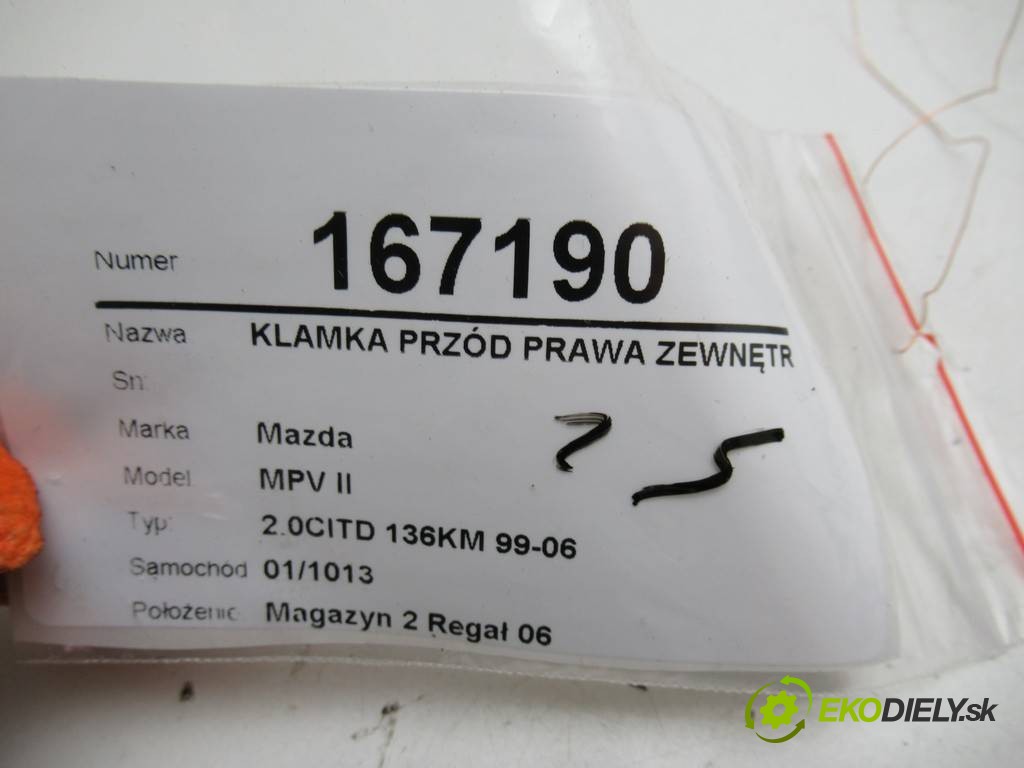 Numer 167190
Nazwa KLAMKA PRZÓD PRAWA ZEWNĘTR
Sn:
Marka Mazda
Model MPV II
Typ: 2.0CITD 136KM 99-06
Samochód 01/1013
Położenie Magazyn 2 Regał 06
EKODIELY.sk